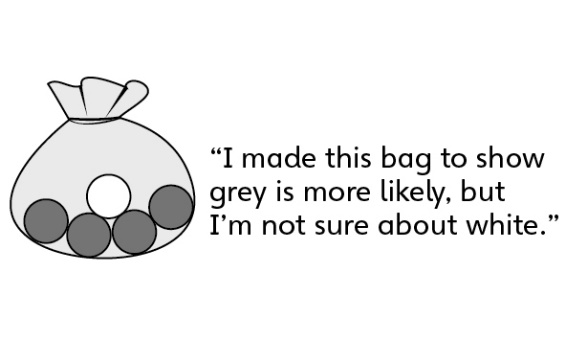 “I made this bag to show
grey is more likely, but
I’m not sure about white.”